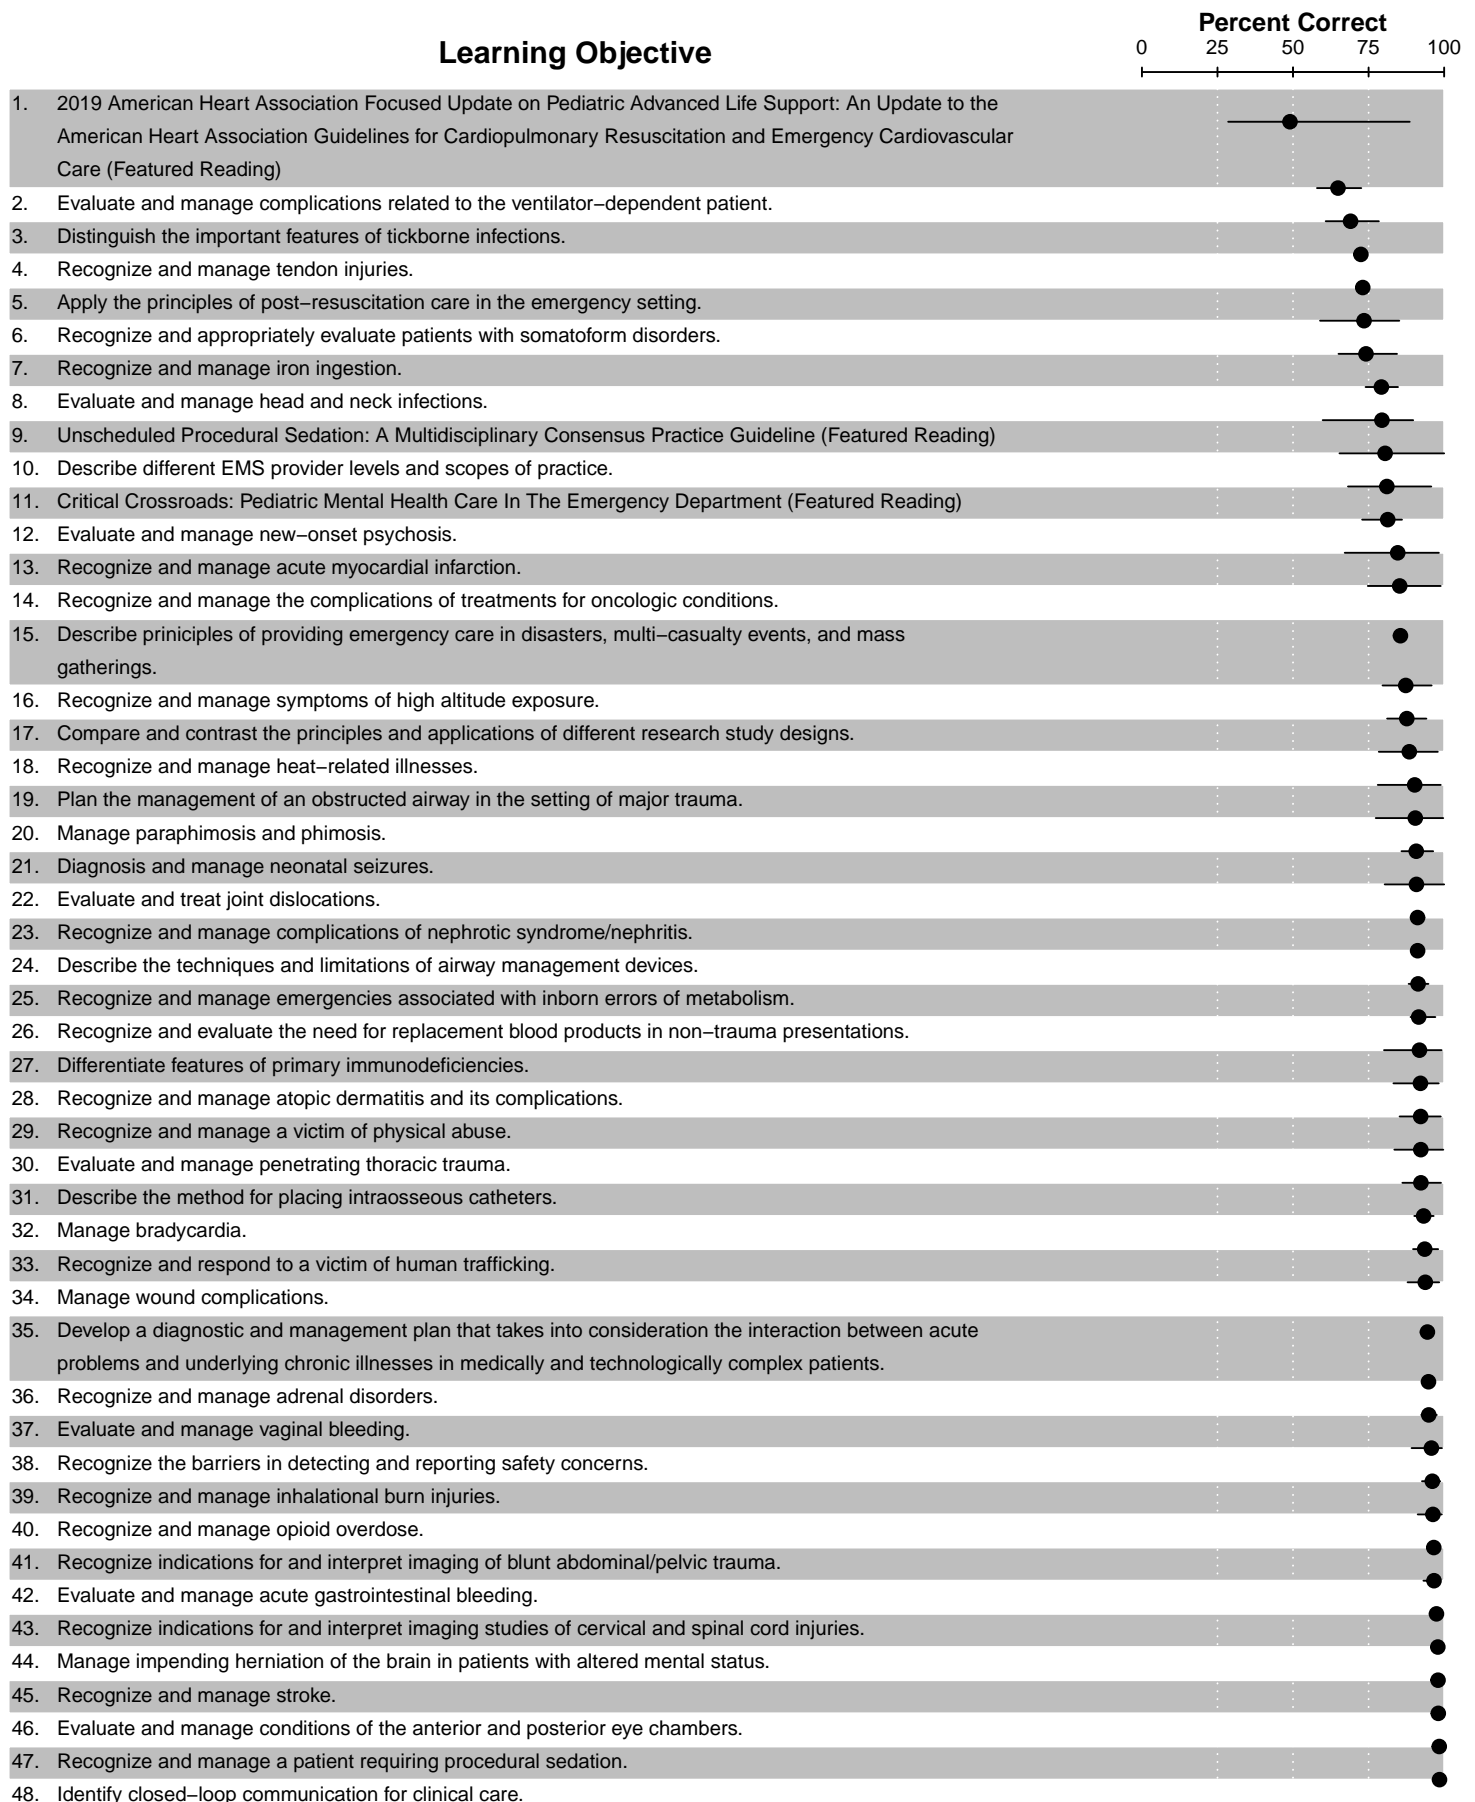 Percent Correct
Learning Objective
0 25 50 75 100
1. 2019 American Heart Association Focused Update on Pediatric Advanced Life Support: An Update to the
American Heart Association Guidelines for Cardiopulmonary Resuscitation and Emergency Cardiovascular
Care (Featured Reading)
2. Evaluate and manage complications related to the ventilator−dependent patient.
3. Distinguish the important features of tickborne infections.
4. Recognize and manage tendon injuries.
5. Apply the principles of post−resuscitation care in the emergency setting.
6. Recognize and appropriately evaluate patients with somatoform disorders.
7. Recognize and manage iron ingestion.
8. Evaluate and manage head and neck infections.
9. Unscheduled Procedural Sedation: A Multidisciplinary Consensus Practice Guideline (Featured Reading)
10. Describe different EMS provider levels and scopes of practice.
11. Critical Crossroads: Pediatric Mental Health Care In The Emergency Department (Featured Reading)
12. Evaluate and manage new−onset psychosis.
13. Recognize and manage acute myocardial infarction.
14. Recognize and manage the complications of treatments for oncologic conditions.
15. Describe priniciples of providing emergency care in disasters, multi−casualty events, and mass
gatherings.
16. Recognize and manage symptoms of high altitude exposure.
17. Compare and contrast the principles and applications of different research study designs.
18. Recognize and manage heat−related illnesses.
19. Plan the management of an obstructed airway in the setting of major trauma.
20. Manage paraphimosis and phimosis.
21. Diagnosis and manage neonatal seizures.
22. Evaluate and treat joint dislocations.
23. Recognize and manage complications of nephrotic syndrome/nephritis.
24. Describe the techniques and limitations of airway management devices.
25. Recognize and manage emergencies associated with inborn errors of metabolism.
26. Recognize and evaluate the need for replacement blood products in non−trauma presentations.
27. Differentiate features of primary immunodeficiencies.
28. Recognize and manage atopic dermatitis and its complications.
29. Recognize and manage a victim of physical abuse.
30. Evaluate and manage penetrating thoracic trauma.
31. Describe the method for placing intraosseous catheters.
32. Manage bradycardia.
33. Recognize and respond to a victim of human trafficking.
34. Manage wound complications.
35. Develop a diagnostic and management plan that takes into consideration the interaction between acute
problems and underlying chronic illnesses in medically and technologically complex patients.
36. Recognize and manage adrenal disorders.
37. Evaluate and manage vaginal bleeding.
38. Recognize the barriers in detecting and reporting safety concerns.
39. Recognize and manage inhalational burn injuries.
40. Recognize and manage opioid overdose.
41. Recognize indications for and interpret imaging of blunt abdominal/pelvic trauma.
42. Evaluate and manage acute gastrointestinal bleeding.
43. Recognize indications for and interpret imaging studies of cervical and spinal cord injuries.
44. Manage impending herniation of the brain in patients with altered mental status.
45. Recognize and manage stroke.
46. Evaluate and manage conditions of the anterior and posterior eye chambers.
47. Recognize and manage a patient requiring procedural sedation.
48. Identify closed−loop communication for clinical care.